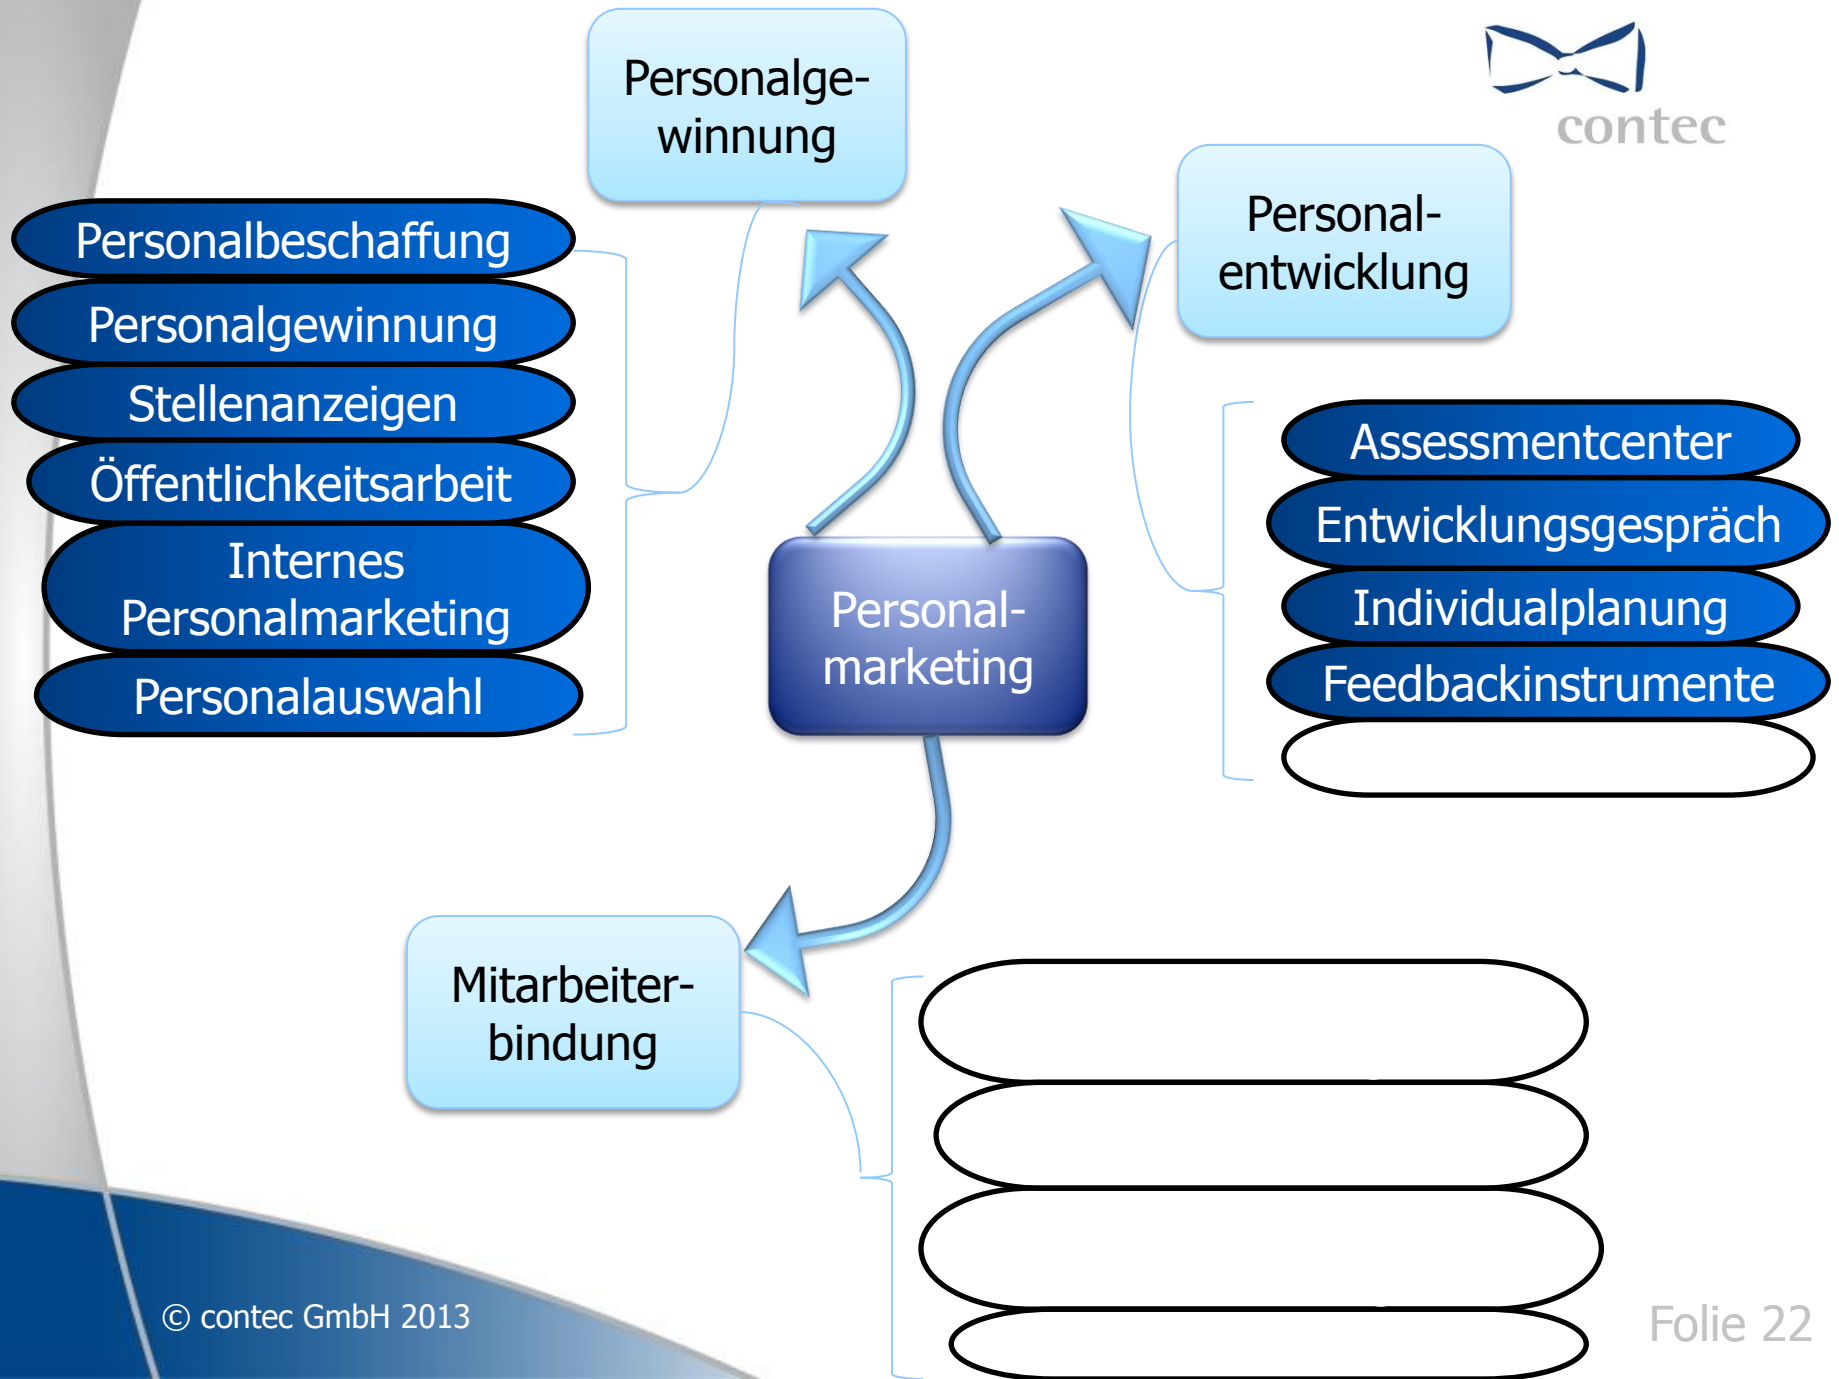 Personalge-
winnung
contec
Personal-
entwicklung
Personalbeschaffung
Personalgewinnung
Stellenanzeigen
Öffentlichkeitsarbeit
Internes
Personalmarketing
Personalauswahl
Personal-
marketing
Assessmentcenter
Entwicklungsgespräch
Individualplanung
Feedbackinstrumente
Mitarbeiter-
bindung
© contec GmbH 2013
Folie 22